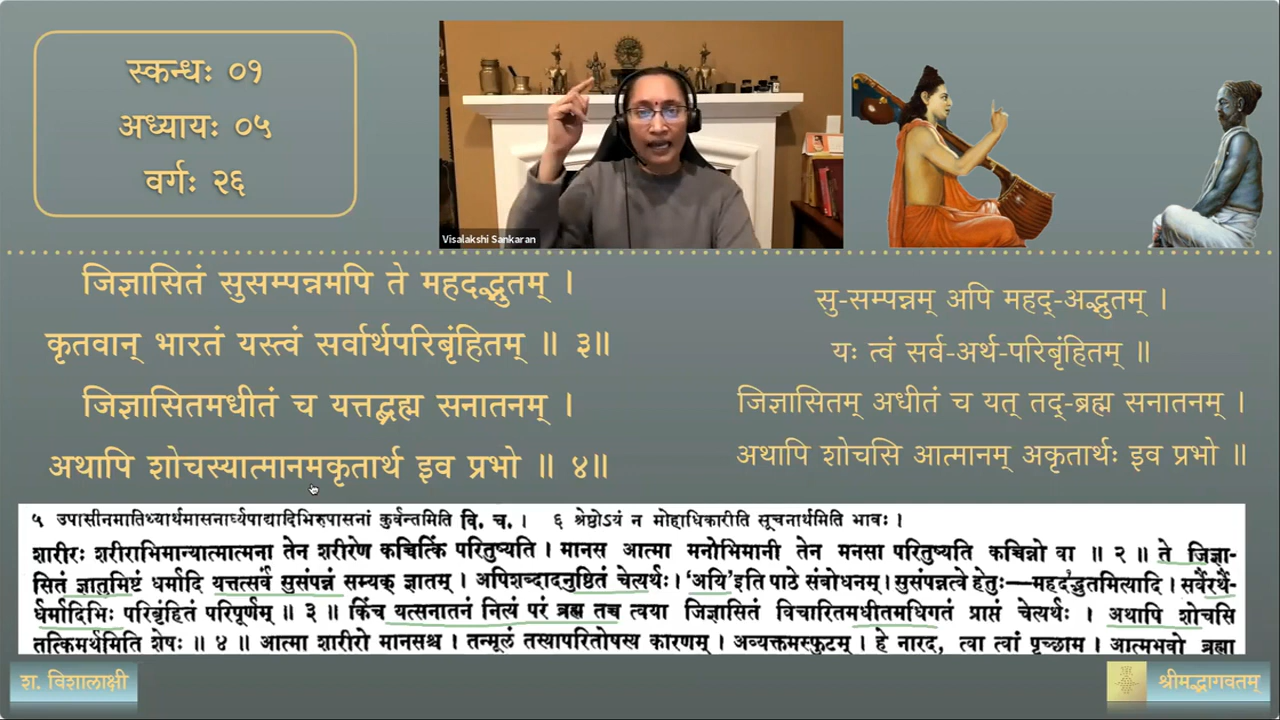 स्कन्धः ०१
अध्यायः ०५
वर्गः २६
Visalakshi Sankaran
जिज्ञासितं सुसम्पन्नमपि ते महदद्भुतम् ।
कृतवान् भारतं यस्त्वं सर्वार्थपरिबृंहितम् ॥ ३॥
जिज्ञासितमधीतं च यत्तद्ब्रह्म सनातनम् ।
अथापि शोचस्यात्मानमकृतार्थ इव प्रभो ॥ ४॥
सु-सम्पन्नम् अपि महद्-अद्भुतम् ।
यः त्वं सर्व-अर्थ-परिबृंहितम् ॥
जिज्ञासितम् अधीतं च यत् तद्-ब्रह्म सनातनम् ।
अथापि शोचसि आत्मानम् अकृतार्थः इव प्रभो ॥
५ उपासीनमातिथ्यार्थमासनार्घ्यपाद्यादिभिरुपासनां कुर्वन्तमिति वि. च. । ६ श्रेष्ठोऽयं न मोहाधिकारीति सूचनार्थमिति भावः ।
शारीरः शरीराभिमान्यात्मात्मना तेन शरीरेण कच्चित्किं परितुष्यति । मानस आत्मा मनोभिमानी तेन मनसा परितुष्यति कच्चिन्नो वा ॥ २ ॥ ते जिज्ञा-
सितं ज्ञातुमिष्टं धर्मादि यत्तत्सर्वं सुसंपन्नं सम्यक् ज्ञातम् । अपिशब्दादनुष्ठितं चेत्यर्थः । 'अयि' इति पाठे संबोधनम् । सुसंपन्नत्वे हेतुः—महदद्भुतमित्यादि । सर्वैरर्थै-
र्धर्मादिभिः परिबृंहितं परिपूर्णम् ॥ ३ ॥ किंच यत्सनातनं नित्यं परं ब्रह्म तच्च त्वया जिज्ञासितं विचारितमधीतमधिगतं प्राप्तं चेत्यर्थः । अथापि शोचसि
तत्किमर्थमिति शेषः ॥ ४ ॥ आत्मा शारीरो मानसश्च । तन्मूलं तस्यापरितोषस्य कारणम् । अव्यक्तमस्फुटम् । हे नारद, त्वा त्वां पृच्छाम । आत्मभवो ब्रह्मा
श. विशालाक्षी
श्रीमद्भागवतम्